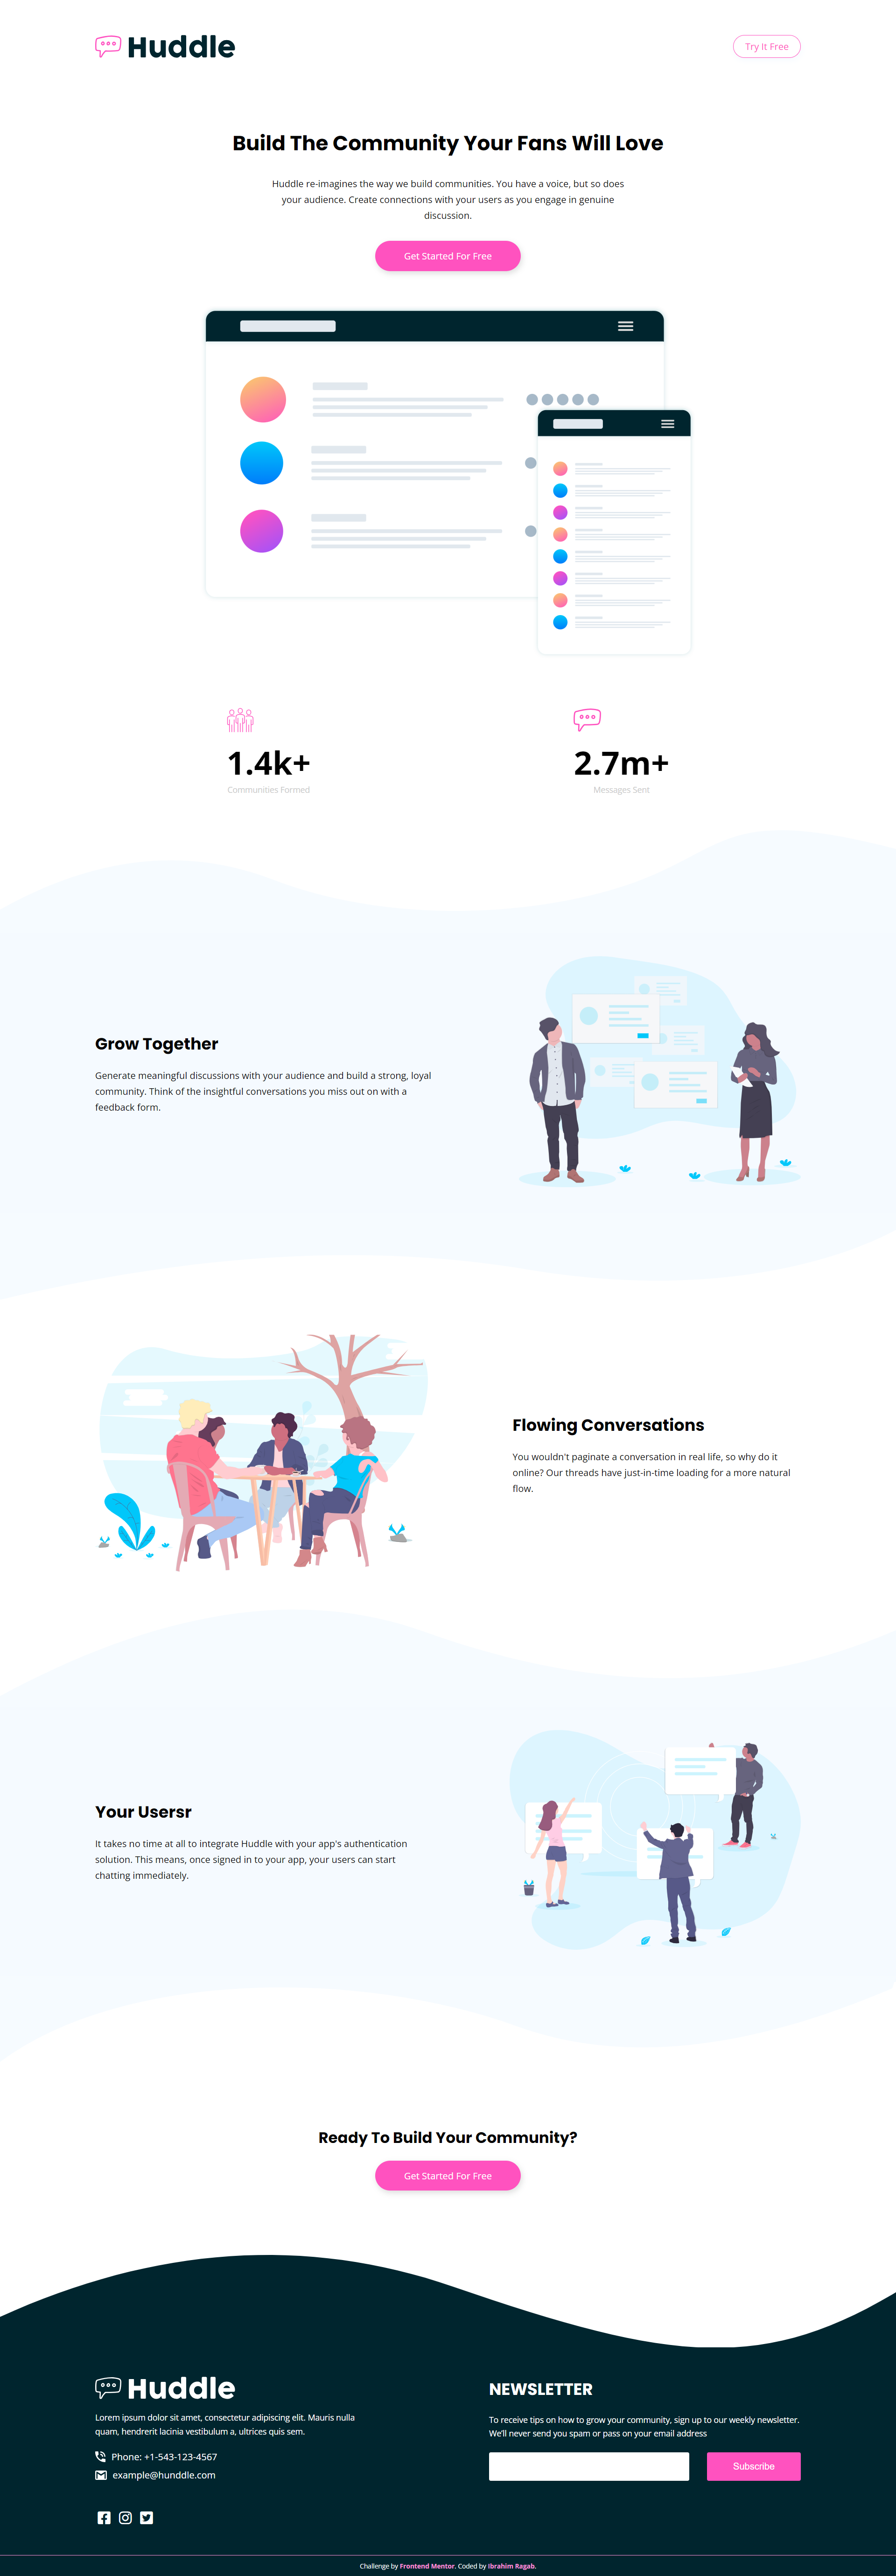 Huddle
Try It Free
Build The Community Your Fans Will Love
Huddle re-imagines the way we build communities. You have a voice, but so does
your audience. Create connections with your users as you engage in genuine
discussion.
Get Started For Free
1.4k+
Communities Formed
2.7m+
Messages Sent
Grow Together
Generate meaningful discussions with your audience and build a strong, loyal
community. Think of the insightful conversations you miss out on with a
feedback form.
Flowing Conversations
You wouldn't paginate a conversation in real life, so why do it
online? Our threads have just-in-time loading for a more natural
flow.
Your Usersr
It takes no time at all to integrate Huddle with your app's authentication
solution. This means, once signed in to your app, your users can start
chatting immediately.
Ready To Build Your Community?
Get Started For Free
Huddle
Lorem ipsum dolor sit amet, consectetur adipiscing elit. Mauris nulla
quam, hendrerit lacinia vestibulum a, ultrices quis sem.
Phone: +1-543-123-4567
example@hunddle.com
NEWSLETTER
To receive tips on how to grow your community, sign up to our weekly newsletter.
We'll never send you spam or pass on your email address
Subscribe
Challenge by Frontend Mentor. Coded by Ibrahim Ragab.